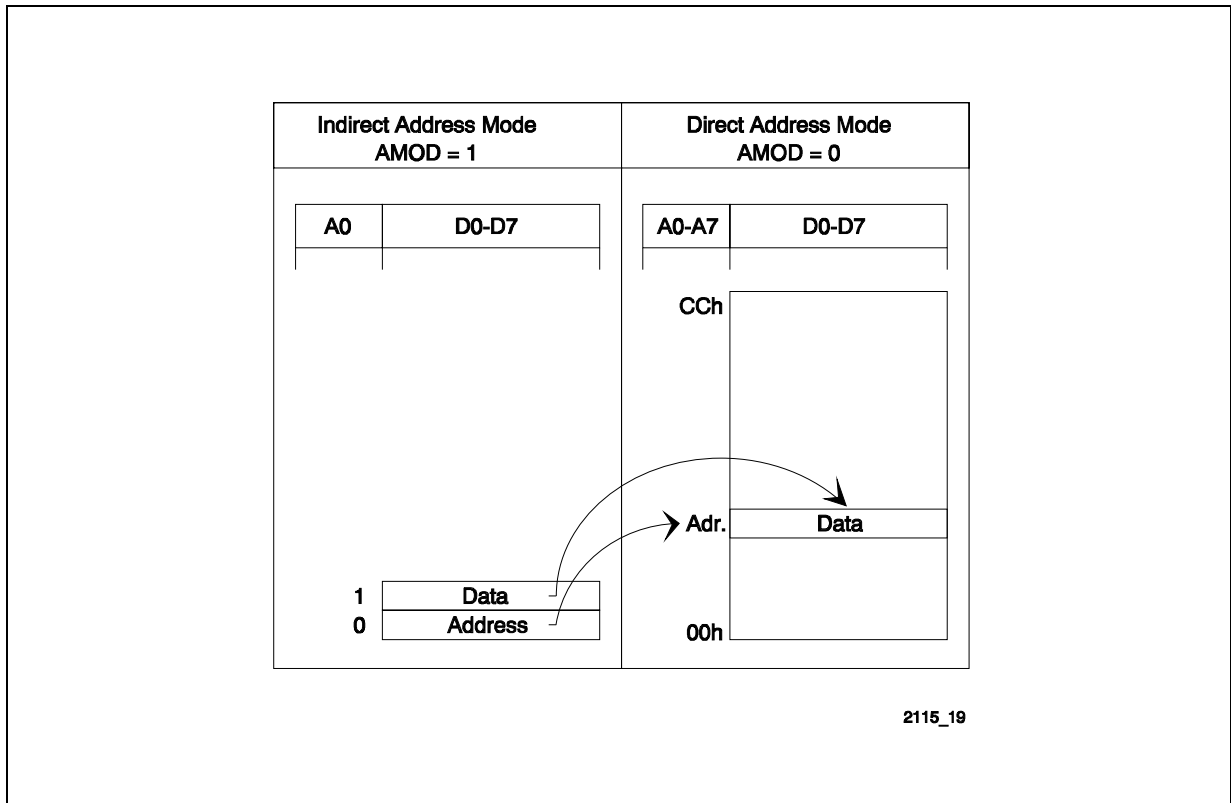 Indirect Address Mode
AMOD = 1
Direct Address Mode
AMOD = 0
A0 D0-D7
A0-A7 D0-D7
CCh
Adr. Data
1 Data
0 Address
00h
2115_19